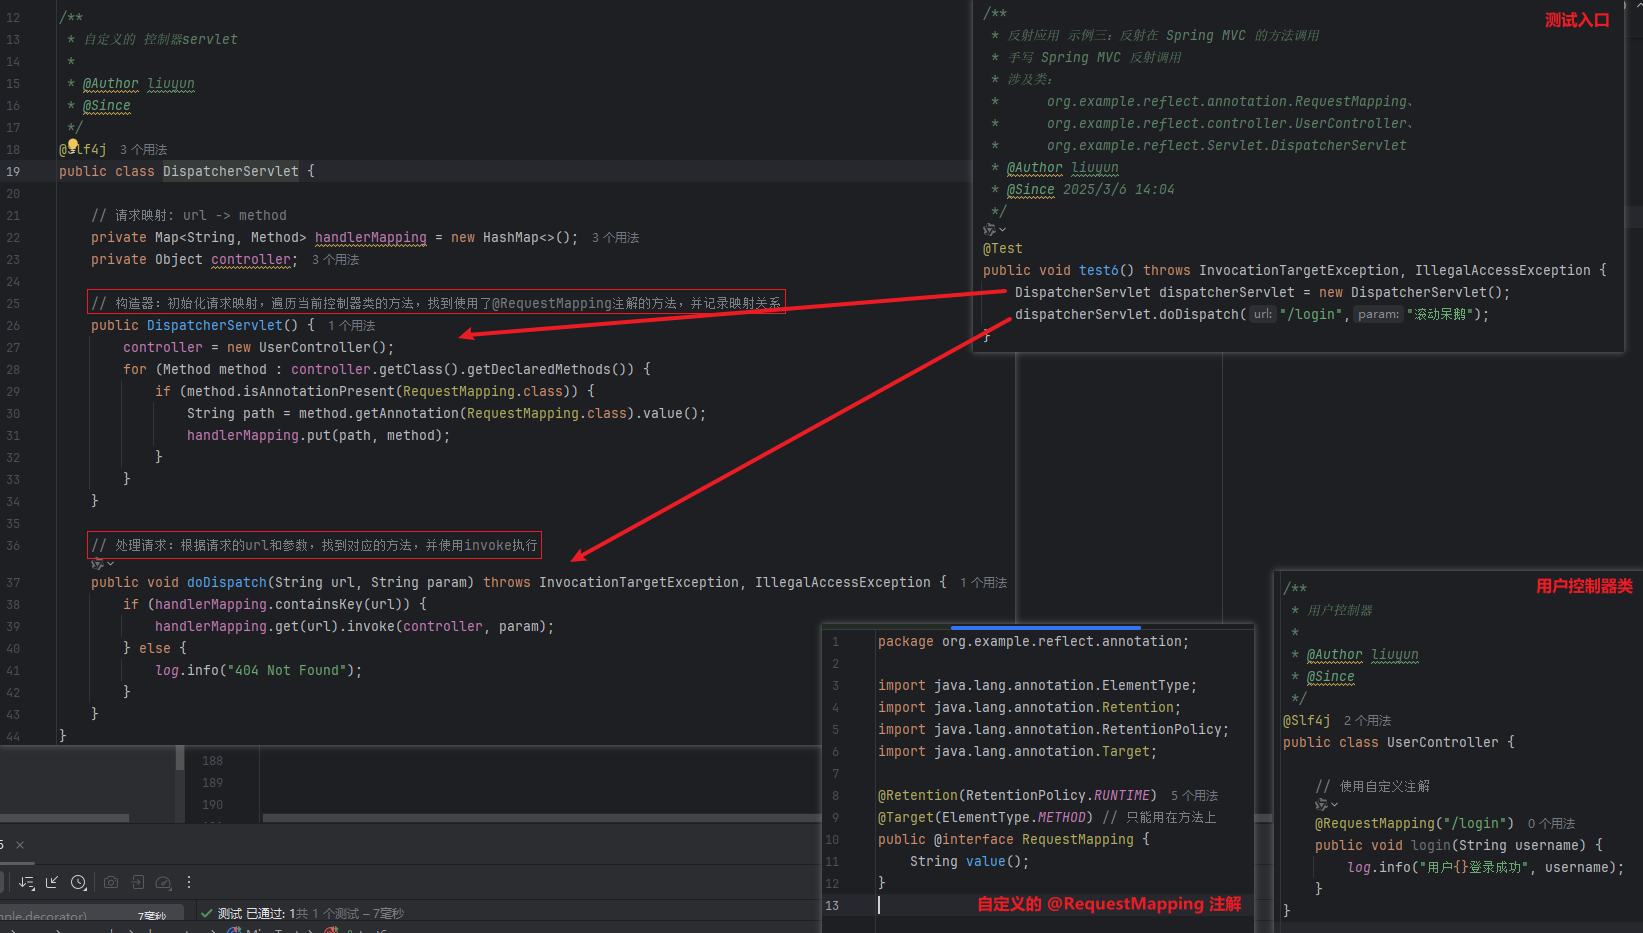 12 /**
13 * 自定义的 控制器servlet
14 *
15 * @Author liuyun
16 * @Since
17 */
18 @Slf4j 3 个用法
19 public class DispatcherServlet {
20
21 // 请求映射: url -> method
22 private Map<String, Method> handlerMapping = new HashMap<>(); 3 个用法
23 private Object controller; 3 个用法
24
25 // 构造器：初始化请求映射，遍历当前控制器类的方法，找到使用了@RequestMapping注解的方法，并记录映射关系
26 public DispatcherServlet() { 1 个用法
27 controller = new UserController();
28 for (Method method : controller.getClass().getDeclaredMethods()) {
29 if (method.isAnnotationPresent(RequestMapping.class)) {
30 String path = method.getAnnotation(RequestMapping.class).value();
31 handlerMapping.put(path, method);
32 }
33 }
34 }
35
36 // 处理请求：根据请求的url和参数，找到对应的方法，并使用invoke执行
37 public void doDispatch(String url, String param) throws InvocationTargetException, IllegalAccessException { 1 个用法
38 if (handlerMapping.containsKey(url)) {
39 handlerMapping.get(url).invoke(controller, param);
40 } else {
41 log.info("404 Not Found");
42 }
43 }
44 }
测试入口
/**
* 反射应用 示例三：反射在 Spring MVC 的方法调用
* 手写 Spring MVC 反射调用
* 涉及类：
* org.example.reflect.annotation.RequestMapping、
* org.example.reflect.controller.UserController、
* org.example.reflect.Servlet.DispatcherServlet
* @Author liuyun
* @Since 2025/3/6 14:04
*/
@Test
public void test6() throws InvocationTargetException, IllegalAccessException {
DispatcherServlet dispatcherServlet = new DispatcherServlet();
dispatcherServlet.doDispatch( url: "/login", param: "滚动呆鹅");
}
188
189
190
1 package org.example.reflect.annotation;
2
3 import java.lang.annotation.ElementType;
4 import java.lang.annotation.Retention;
5 import java.lang.annotation.RetentionPolicy;
6 import java.lang.annotation.Target;
7
8 @Retention(RetentionPolicy.RUNTIME) 5 个用法
9 @Target(ElementType.METHOD) // 只能用在方法上
10 public @interface RequestMapping {
11 String value();
12 }
13 自定义的 @RequestMapping 注解
用户控制器类
/**
* 用户控制器
*
* @Author liuyun
* @Since
*/
@Slf4j 2 个用法
public class UserController {
// 使用自定义注解
@RequestMapping("/login") 0 个用法
public void login(String username) {
log.info("用户{}登录成功", username);
}
}
7毫秒
测试 已通过: 1共 1 个测试 – 7毫秒